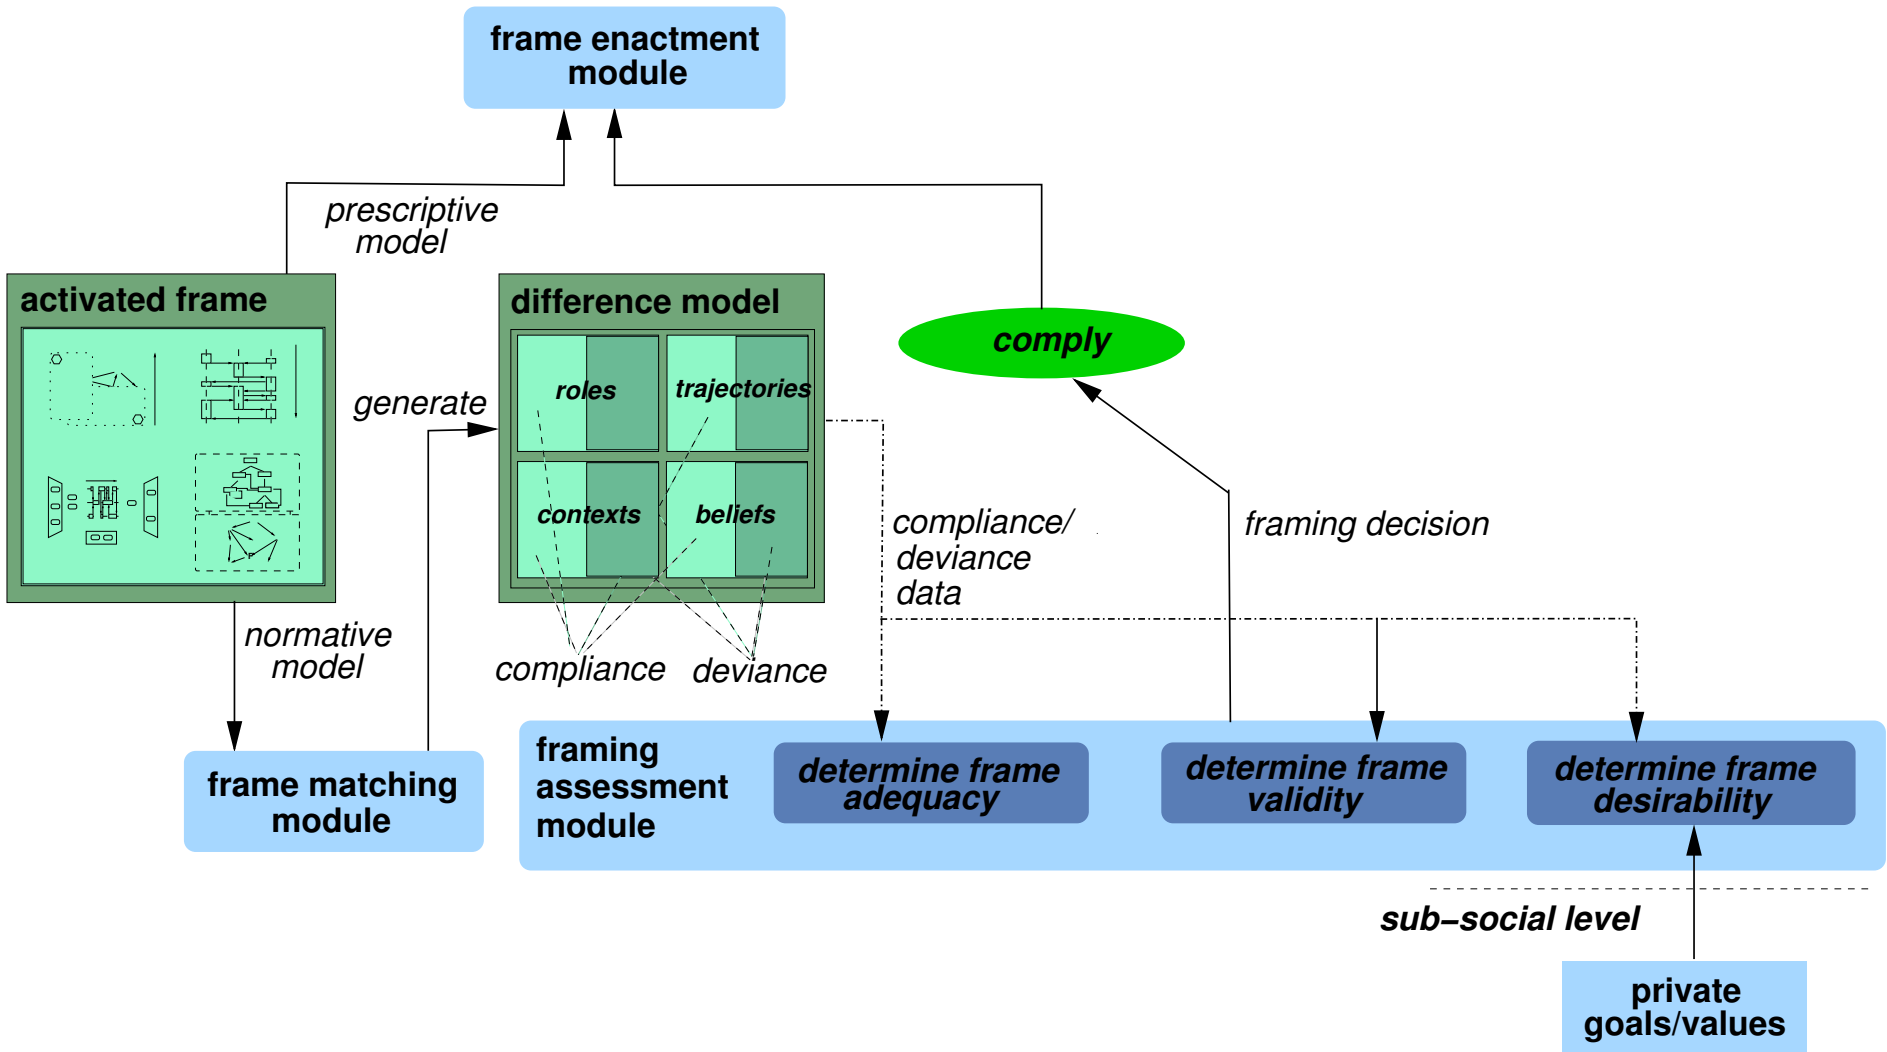 frame enactment
module
prescriptive
model
activated frame
difference model
comply
roles
trajectories
generate
contexts
beliefs
compliance/
deviance
data
framing decision
normative
model
compliance
deviance
frame matching
module
framing
assessment
module
determine frame
adequacy
determine frame
validity
determine frame
desirability
sub−social level
private
goals/values